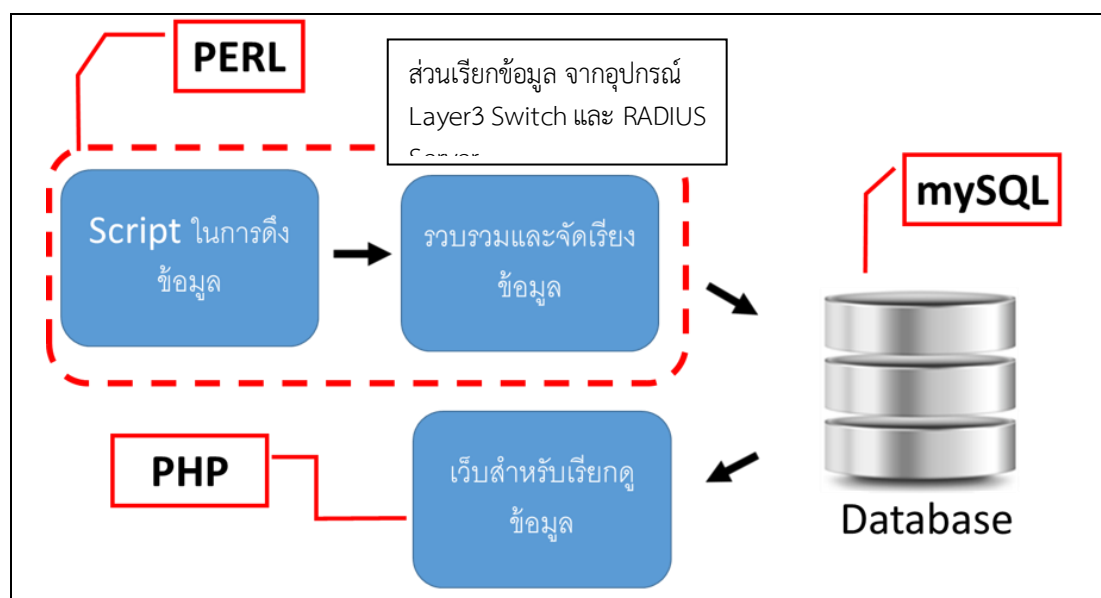 PERL
ส่วนเรียกข้อมูล จากอุปกรณ์
Layer3 Switch และ RADIUS
mySQL
Script ในการดึง
ข้อมูล
รวบรวมและจัดเรียง
ข้อมูล
PHP
เว็บสำหรับเรียกดู
ข้อมูล
Database